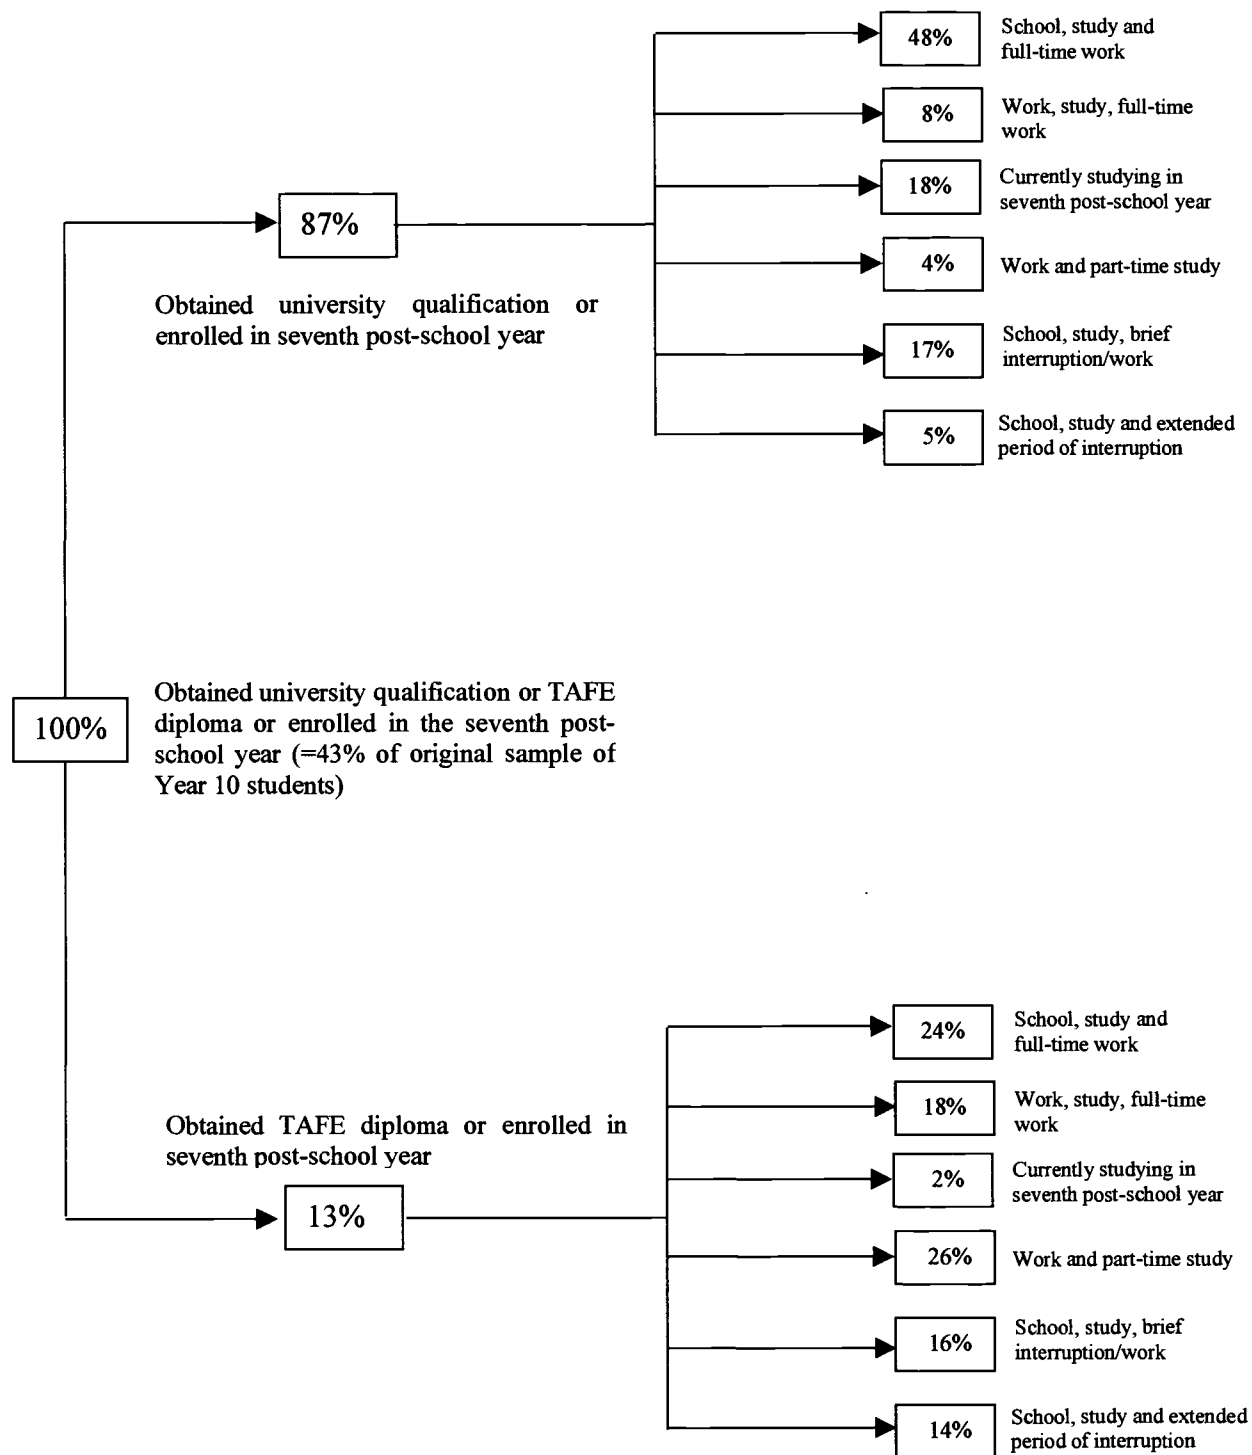 48%
School, study and
full-time work
8%
Work, study, full-time
work
18%
Currently studying in
seventh post-school year
87%
4%
Work and part-time study
Obtained university qualification or
enrolled in seventh post-school year
17%
School, study, brief
interruption/work
5%
School, study and extended
period of interruption
100%
Obtained university qualification or TAFE
diploma or enrolled in the seventh post-
school year (=43% of original sample of
Year 10 students)
24%
School, study and
full-time work
18%
Work, study, full-time
work
Obtained TAFE diploma or enrolled in
seventh post-school year
2%
Currently studying in
seventh post-school year
13%
26%
Work and part-time study
16%
School, study, brief
interruption/work
14%
School, study and extended
period of interruption